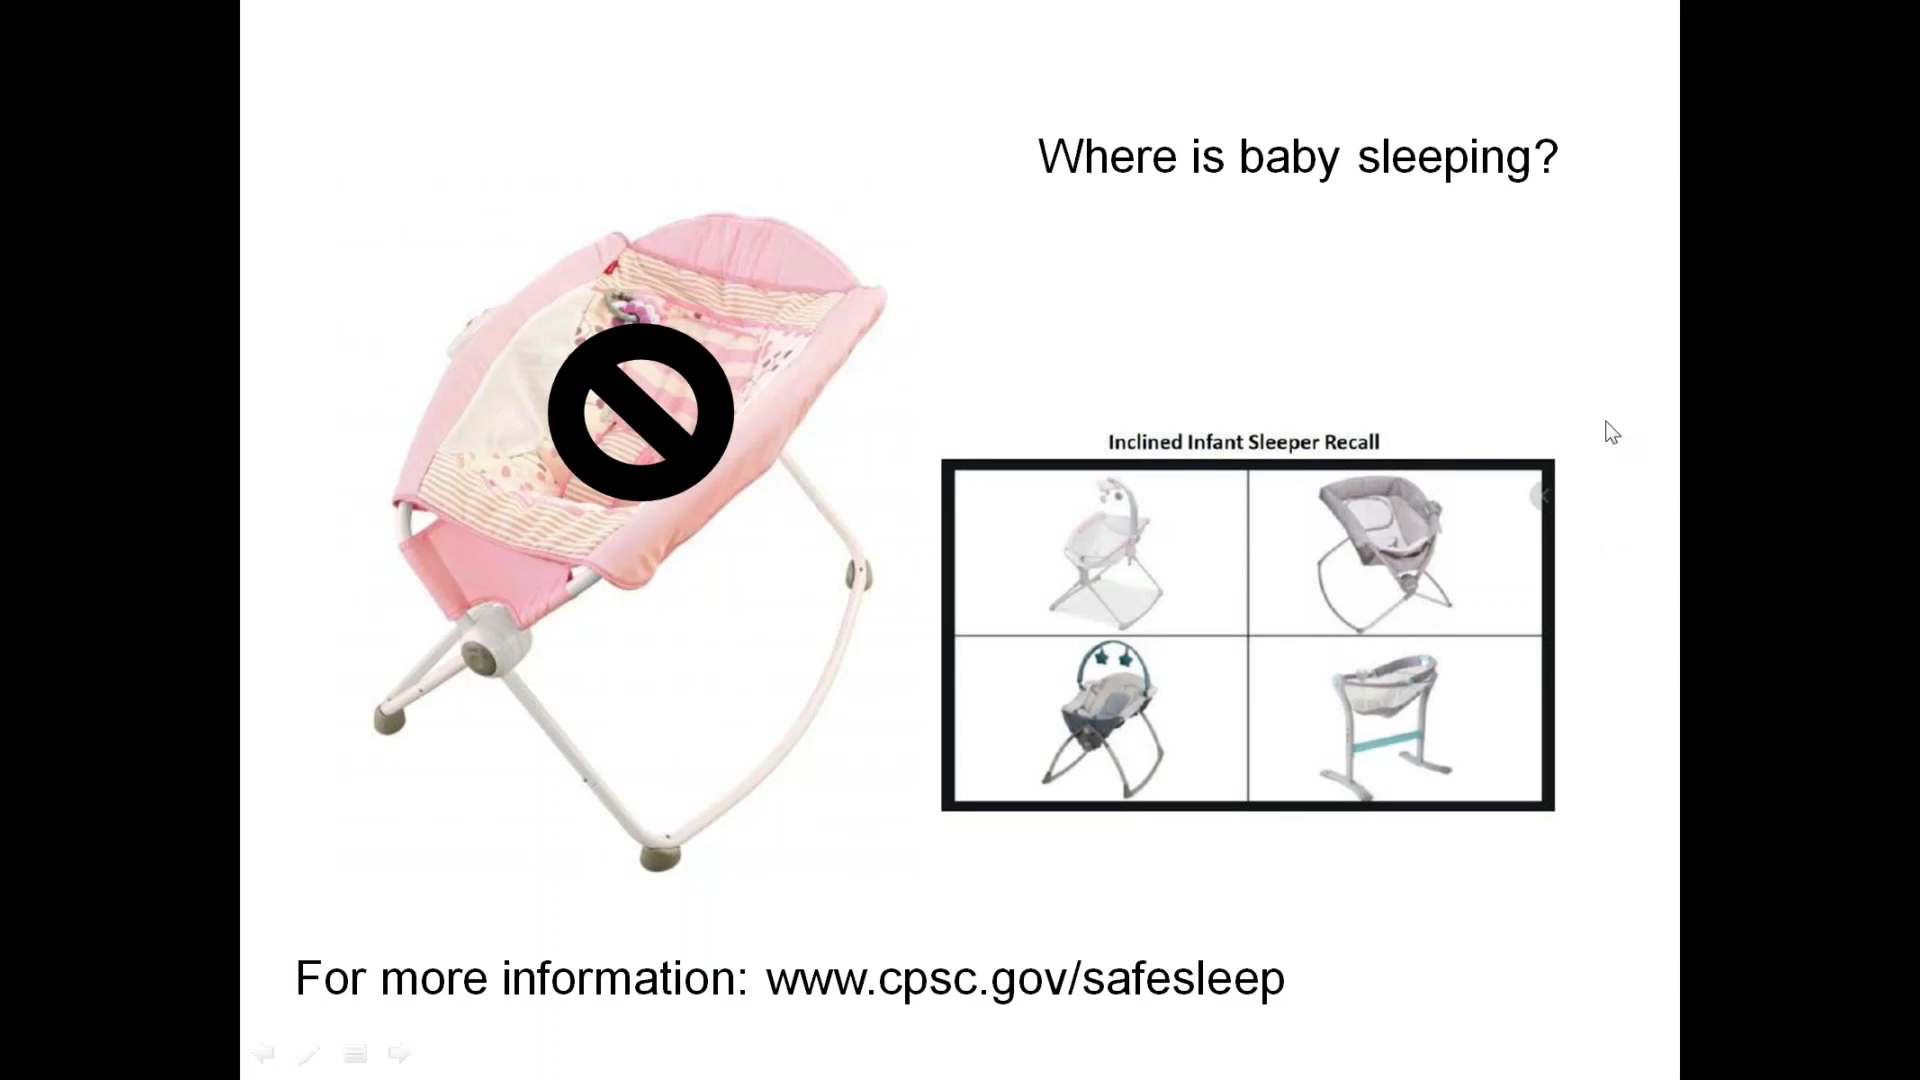 Where is baby sleeping?
Inclined Infant Sleeper Recall
For more information: www.cpsc.gov/safesleep